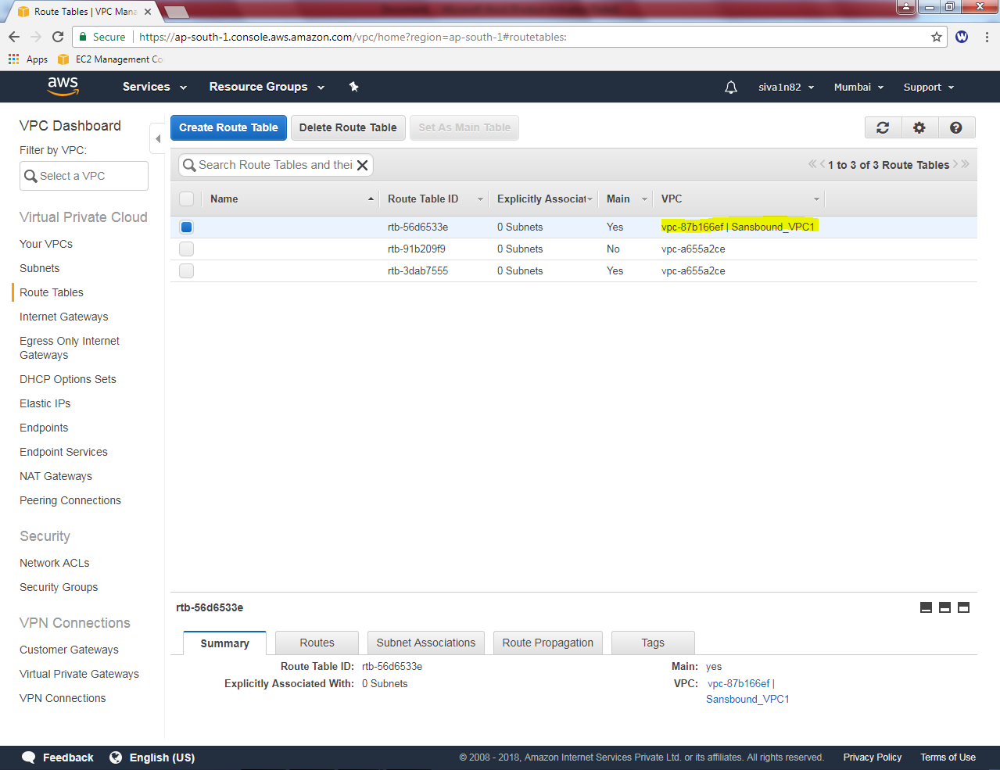 Route Tables | VPC Mana
Secure https://ap-south-1.console.aws.amazon.com/vpc/home?region=ap-south-1#routetables:
W
Apps EC2 Management Co
aws Services Resource Groups siva1n82 Mumbai Support
VPC Dashboard
Filter by VPC:
Select a VPC
Virtual Private Cloud
Your VPCs
Subnets
Route Tables
Internet Gateways
Egress Only Internet
Gateways
DHCP Options Sets
Elastic IPs
Endpoints
Endpoint Services
NAT Gateways
Peering Connections
Security
Network ACLs
Security Groups
VPN Connections
Customer Gateways
Virtual Private Gateways
VPN Connections
Create Route Table Delete Route Table Set As Main Table
Search Route Tables and thei 1 to 3 of 3 Route Tables
Name Route Table ID Explicitly Associat Main VPC
rtb-56d6533e 0 Subnets Yes vpc-87b166ef | Sansbound_VPC1
rtb-91b209f9 0 Subnets No vpc-a655a2ce
rtb-3dab7555 0 Subnets Yes vpc-a655a2ce
rtb-56d6533e
Summary Routes Subnet Associations Route Propagation Tags
Route Table ID: rtb-56d6533e Main: yes
Explicitly Associated With: 0 Subnets VPC: vpc-87b166ef |
Sansbound_VPC1
Feedback English (US) © 2008 - 2018, Amazon Internet Services Private Ltd. or its affiliates. All rights reserved. Privacy Policy Terms of Use